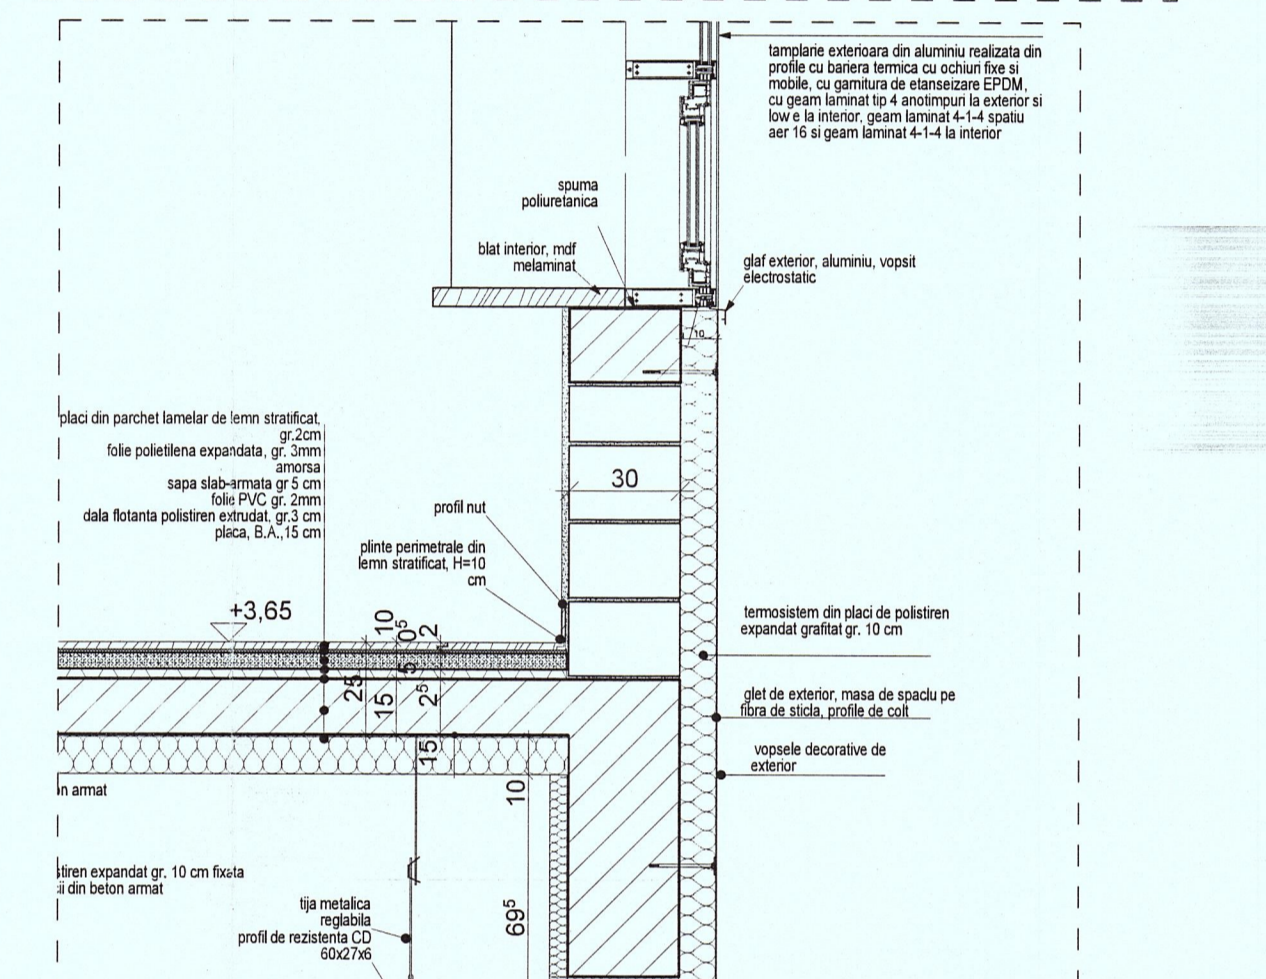 tamplarie exterioara din aluminiu realizata din
profile cu bariera termica cu ochiuri fixe si
mobile, cu garnitura de etanseizare EPDM,
cu geam laminat tip 4 anotimpuri la exterior si
low e la interior, geam laminat 4-1-4 spatiu
aer 16 si geam laminat 4-1-4 la interior
spuma
poliuretanica
blat interior, mdf
melaminat
glaf exterior, aluminiu, vopsit
electrostatic
10
placi din parchet lamelar de lemn stratificat,
gr.2cm
folie polietilena expandata, gr. 3mm
amorsa
sapa slab-armata gr 5 cm
folie PVC gr. 2mm
dala flotanta polistiren extrudat, gr.3 cm
placa, B.A.,15 cm
30
profil nut
plinte perimetrale din
lemn stratificat, H=10
cm
+3,65
10
0⁵
2
5
25
15
2⁵
15
10
69⁵
termosistem din placi de polistiren
expandat grafitat gr. 10 cm
glet de exterior, masa de spaclu pe
fibra de sticla, profile de colt
vopsele decorative de
exterior
n armat
stiren expandat gr. 10 cm fixata
ii din beton armat
tija metalica
reglabila
profil de rezistenta CD
60x27x6